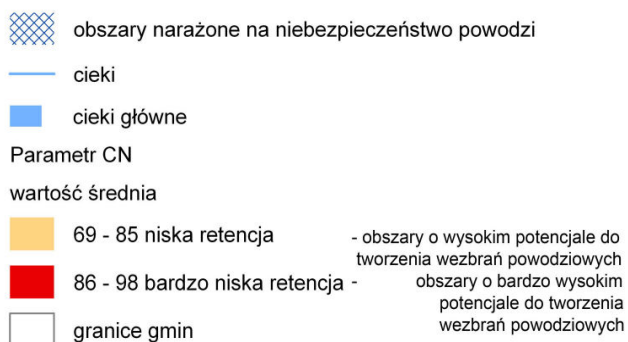 obszary narażone na niebezpieczeństwo powodzi
cieki
cieki główne
Parametr CN
wartość średnia
69 - 85 niska retencja
- obszary o wysokim potencjale do
tworzenia wezbrań powodziowych
86 - 98 bardzo niska retencja -
obszary o bardzo wysokim
potencjale do tworzenia
wezbrań powodziowych
granice gmin